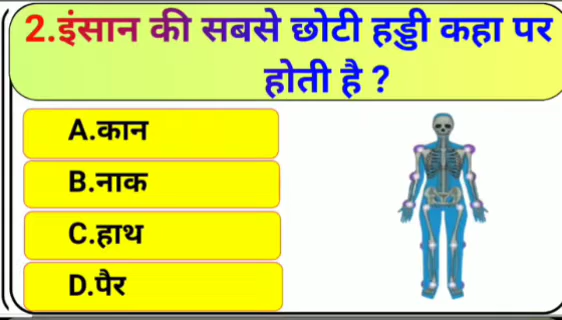 2.इंसान की सबसे छोटी हड्डी कहा पर
होती है ?
A.कान
B.नाक
C.हाथ
D.पैर